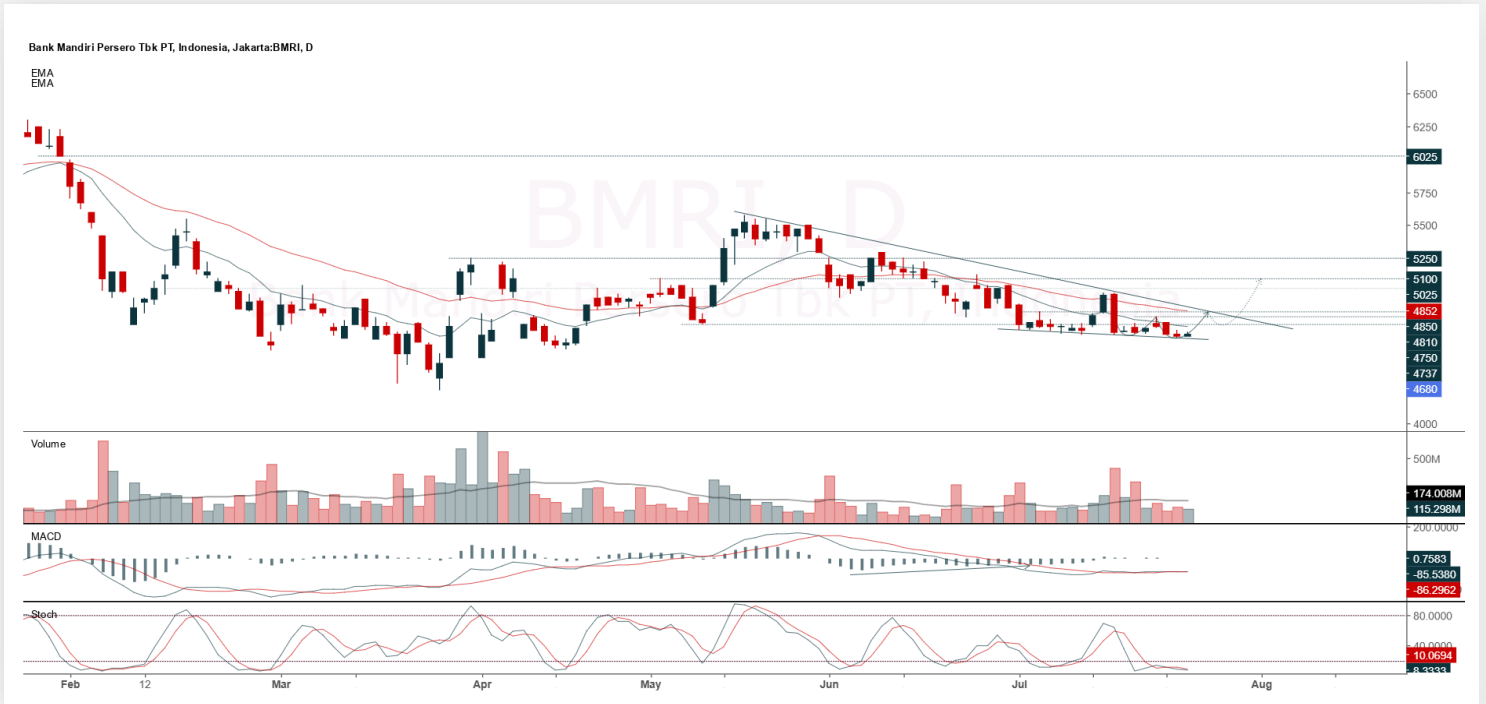 Bank Mandiri Persero Tbk PT, Indonesia, Jakarta:BMRI, D
EMA
EMA
BMRI, D
6500
6250
6025
5750
5500
5250
5100
5025
4852
4850
4810
4750
4737
4680
4000
Volume
500M
174.008M
115.298M
MACD
200.0000
0.7583
-85.5380
-86.2962
Stoch
80.0000
40.0000
10.0694
8.3333
Feb 12 Mar Apr May Jun Jul Aug